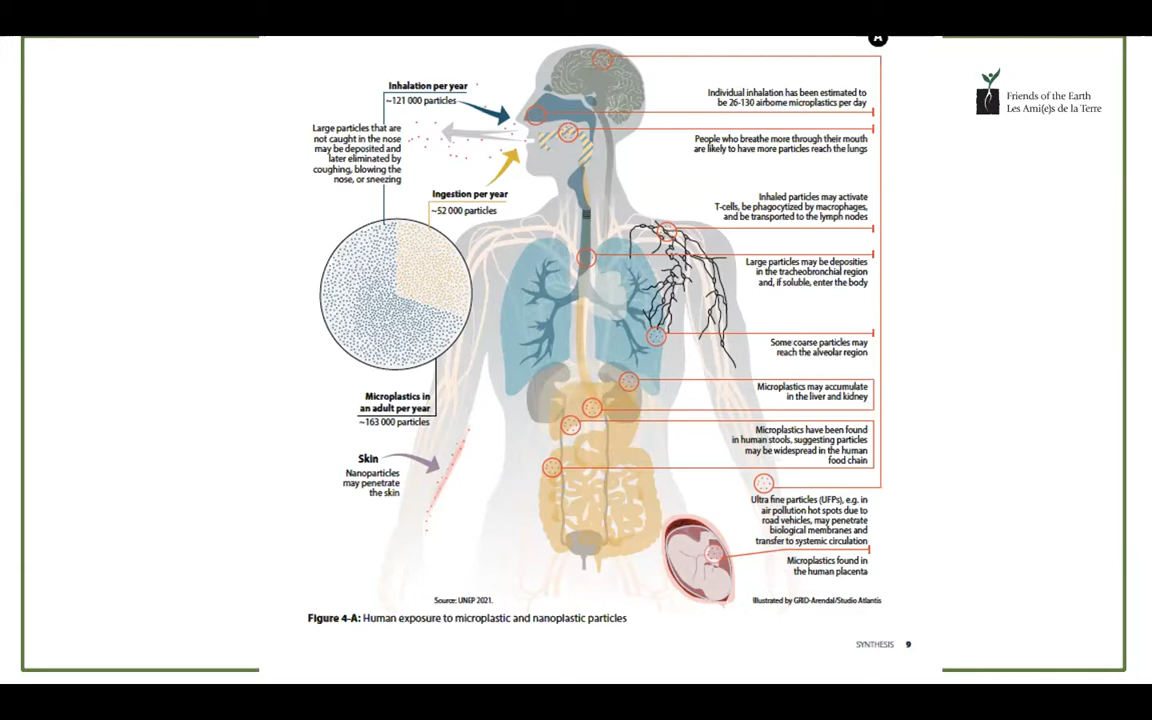 A
Friends of the Earth
Les Ami(e)s de la Terre
Inhalation per year
~121 000 particles
Large particles that are
not caught in the nose
may be deposited and
later eliminated by
coughing, blowing the
nose, or sneezing
Ingestion per year
~52 000 particles
Microplastics in
an adult per year
~163 000 particles
Skin
Nanoparticles
may penetrate
the skin
Individual inhalation has been estimated to
be 26-130 airbome microplastics per day
People who breathe more through their mouth
are likely to have more particles reach the lungs
Inhaled particles may activate
T-cells, be phagocytized by macrophages,
and be transported to the lymph nodes
Large particles may be deposities
in the tracheobronchial region
and, if soluble, enter the body
Some coarse particles may
reach the alveolar region
Microplastics may accumulate
in the liver and kidney
Microplastics have been found
in human stools, suggesting particles
may be widespread in the human
food chain
Ultra fine particles (UFPs), e.g. in
air pollution hot spots due to
road vehicles, may penetrate
biological membranes and
transfer to systemic circulation
Microplastics found in
the human placenta
Source: UNEP 2021.
Illustrated by GRID-Arendal/Studio Atlantis
Figure 4-A: Human exposure to microplastic and nanoplastic particles
SYNTHESIS 9